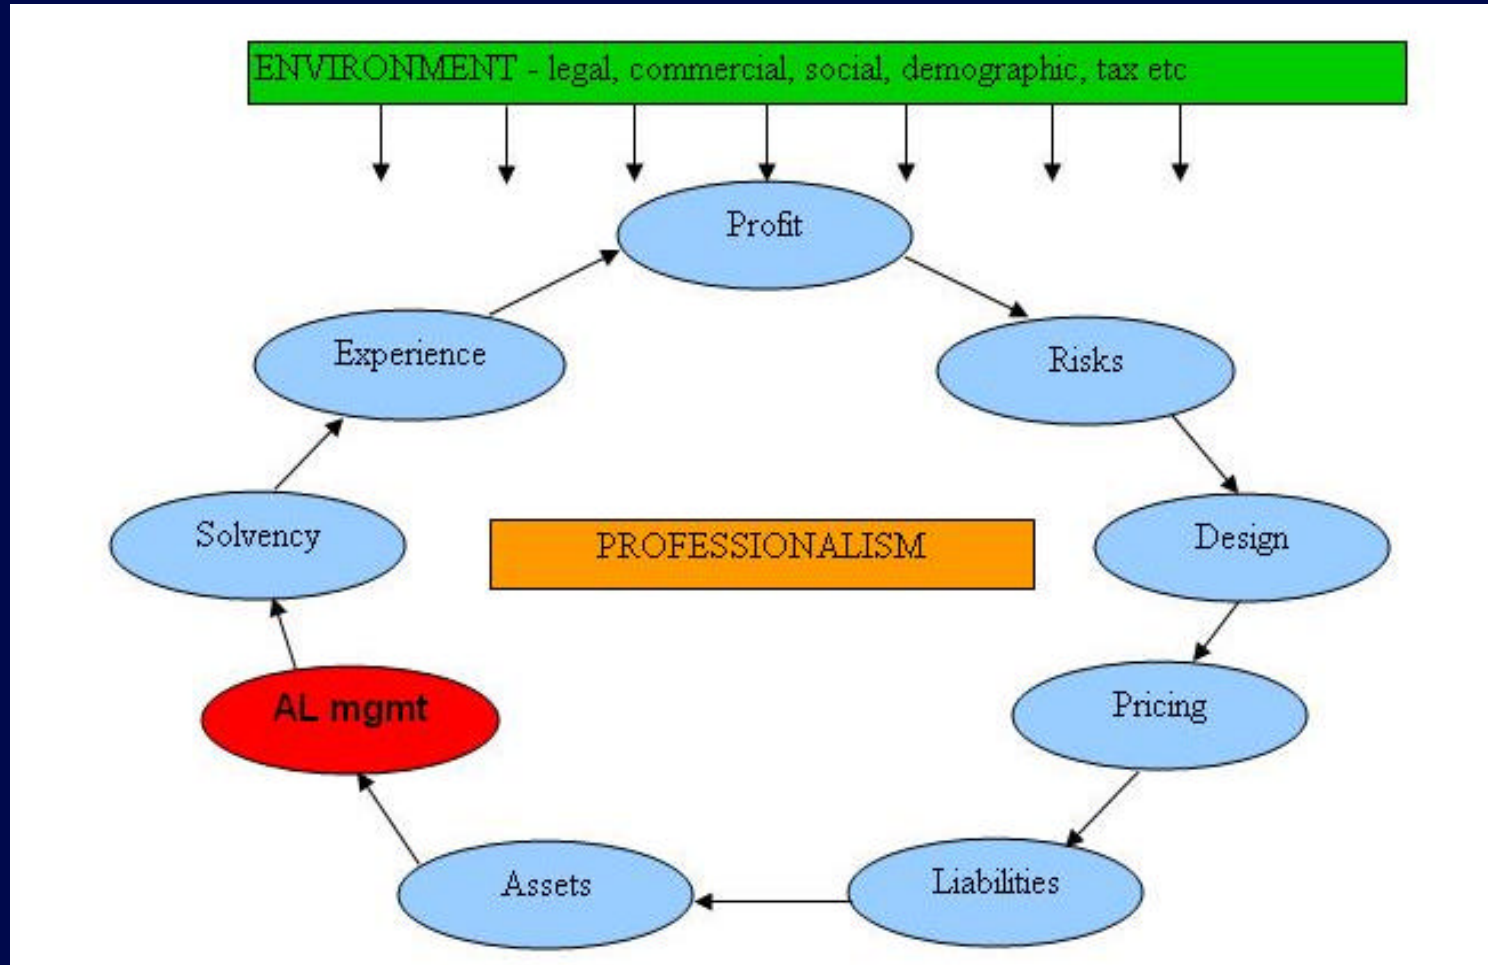 ENVIRONMENT - legal, commercial, social, demographic, tax etc
Profit
Experience
Risks
Solvency
PROFESSIONALISM
Design
AL mgmt
Pricing
Assets
Liabilities